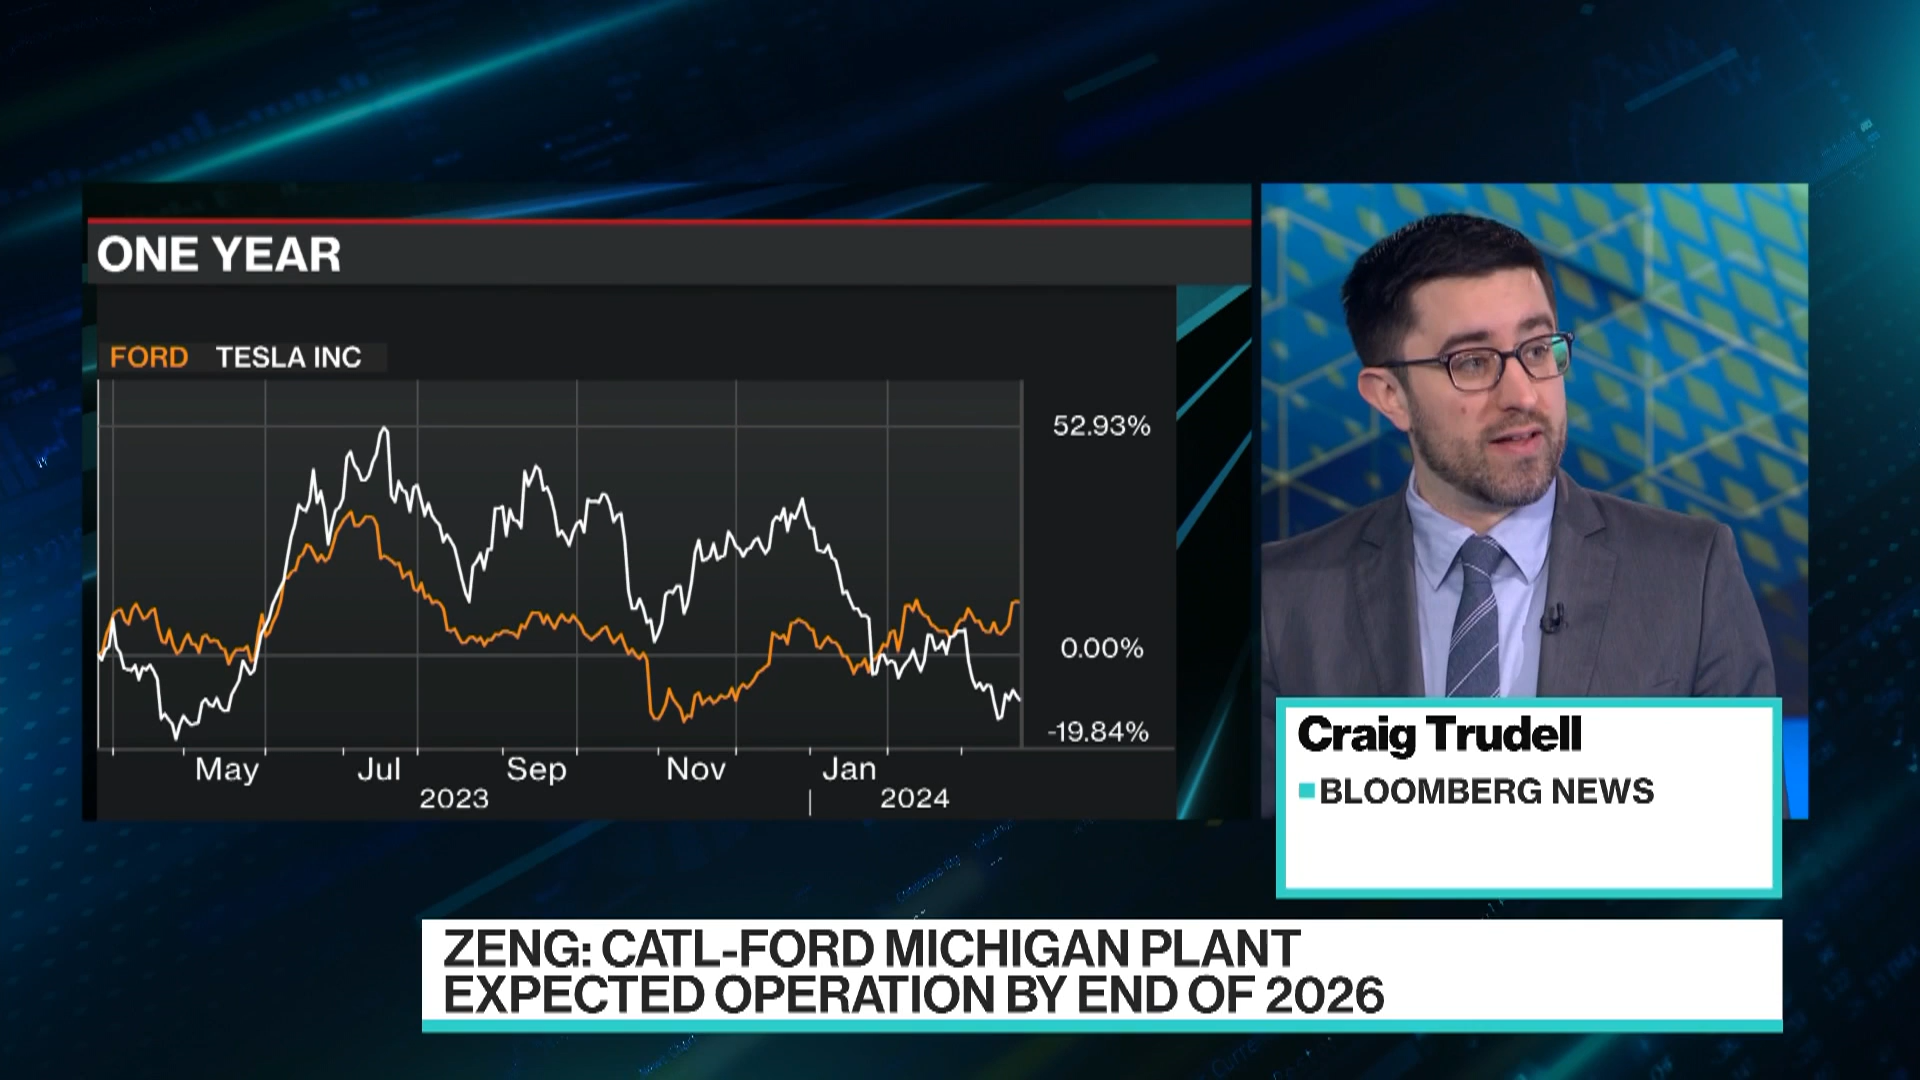 ONE YEAR
FORD TESLA INC
52.93%
0.00%
-19.84%
May Jul Sep Nov Jan
2023 | 2024
Craig Trudell
BLOOMBERG NEWS
ZENG: CATL-FORD MICHIGAN PLANT
EXPECTED OPERATION BY END OF 2026